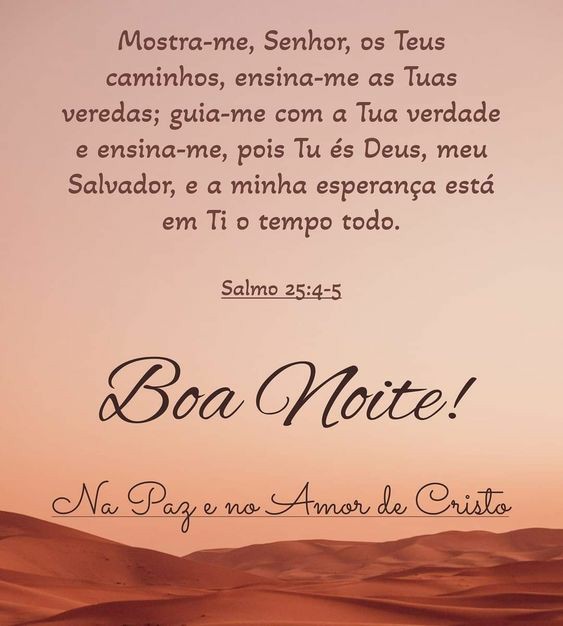 Mostra-me, Senhor, os Teus
caminhos, ensina-me as Tuas
veredas; guia-me com a Tua verdade
e ensina-me, pois Tu és Deus, meu
Salvador, e a minha esperança está
em Ti o tempo todo.
Salmo 25:4-5
Boa Noite!
Na Paz e no Amor de Cristo